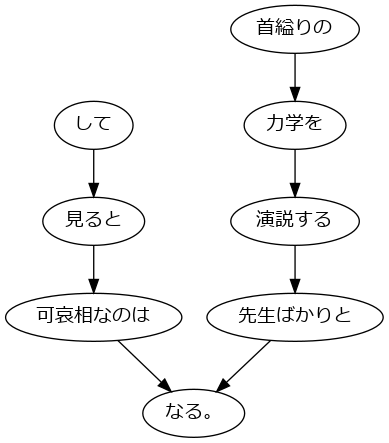 首縊りの
して
力学を
見ると
演説する
可哀相なのは
先生ばかりと
なる。